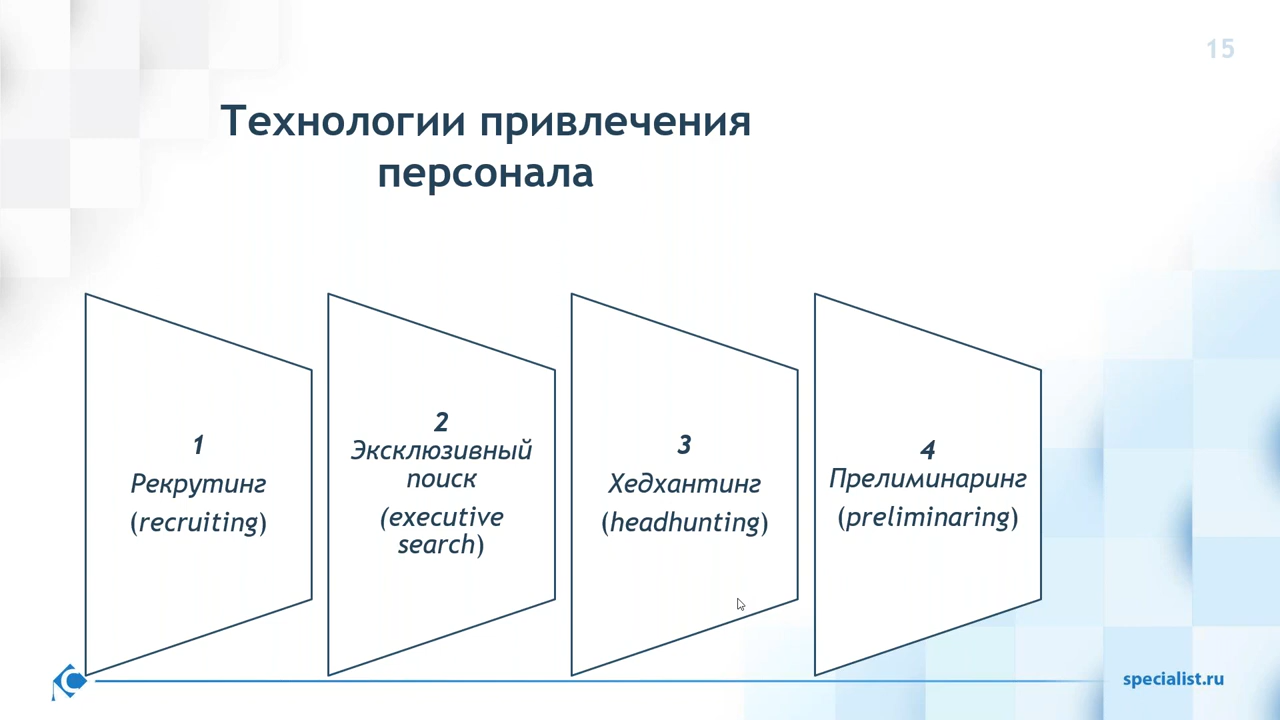 15
Технологии привлечения
персонала
1
Рекрутинг
(recruiting)
2
Эксклюзивный
поиск
(executive
search)
3
Хедхантинг
(headhunting)
4
Прелиминаринг
(preliminaring)
specialist.ru